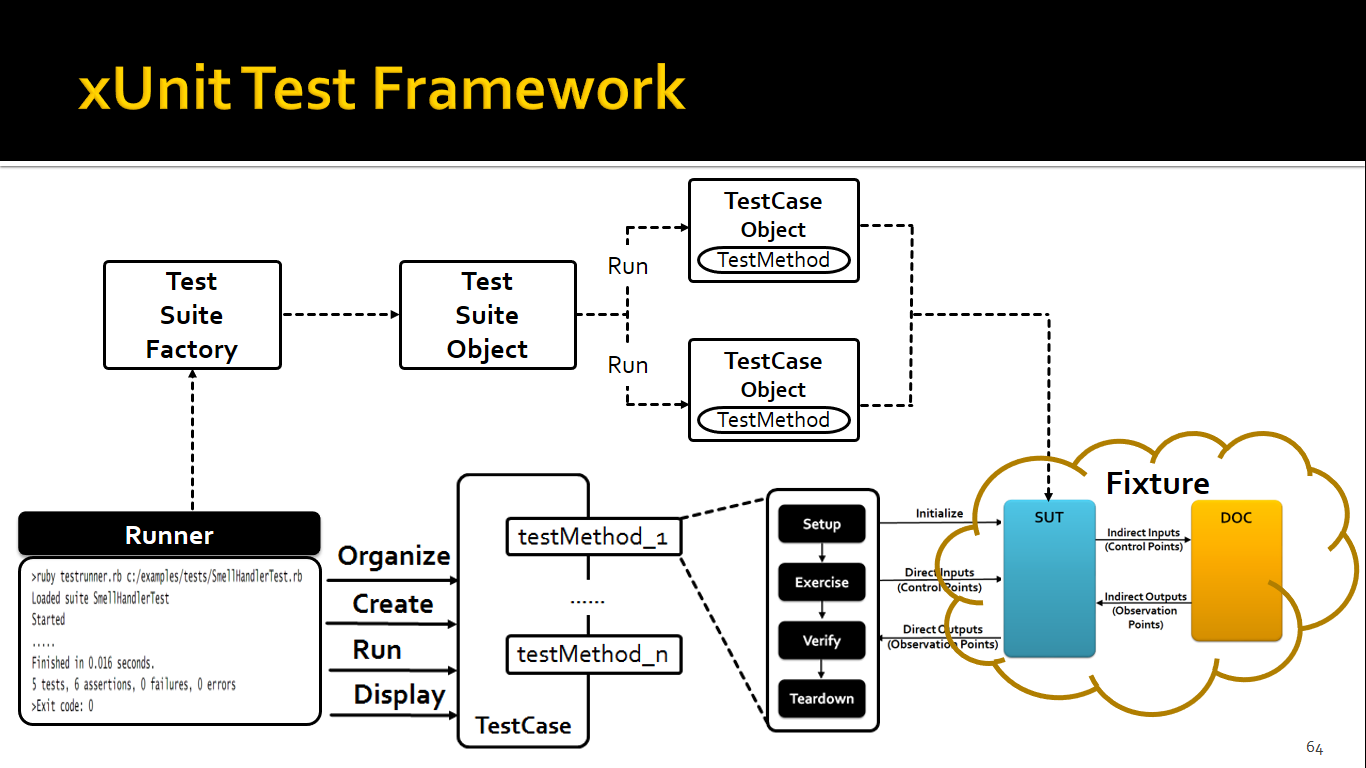 xUnit Test Framework
TestCase
Object
TestMethod
Run
Test
Suite
Factory
Test
Suite
Object
Run
TestCase
Object
TestMethod
Runner
>ruby testrunner.rb c:/examples/tests/SmellHandlerTest.rb
Loaded suite SmellHandlerTest
Started
.....
Finished in 0.016 seconds.
5 tests, 6 assertions, 0 failures, 0 errors
>Exit code: 0
Organize
Create
Run
Display
testMethod_1
......
testMethod_n
TestCase
Setup
Exercise
Verify
Teardown
Initialize
Direct Inputs
(Control Points)
Direct Outputs
(Observation Points)
Fixture
SUT
Indirect Inputs
(Control Points)
Indirect Outputs
(Observation
Points)
DOC
64